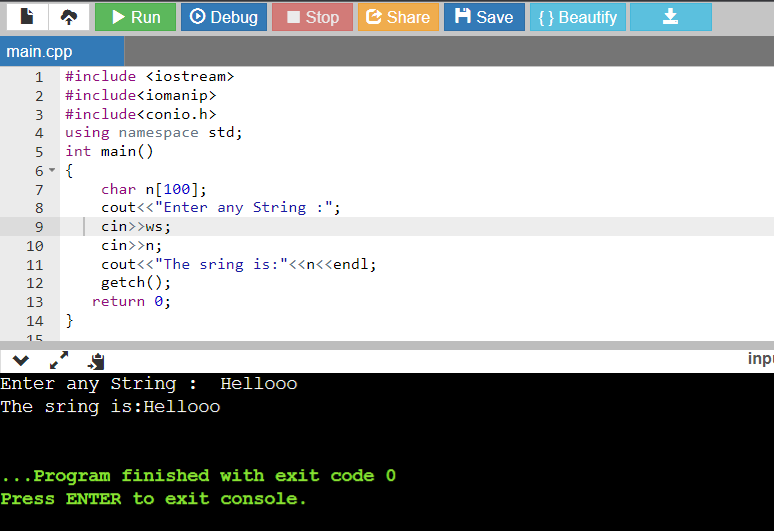 Run Debug Stop Share Save { } Beautify
main.cpp
1 #include <iostream>
2 #include<iomanip>
3 #include<conio.h>
4 using namespace std;
5 int main()
6 {
7 char n[100];
8 cout<<"Enter any String :";
9 cin>>ws;
10 cin>>n;
11 cout<<"The sring is:"<<n<<endl;
12 getch();
13 return 0;
14 }
15
inpu
Enter any String :  Hellooo
The sring is:Hellooo
...Program finished with exit code 0
Press ENTER to exit console.